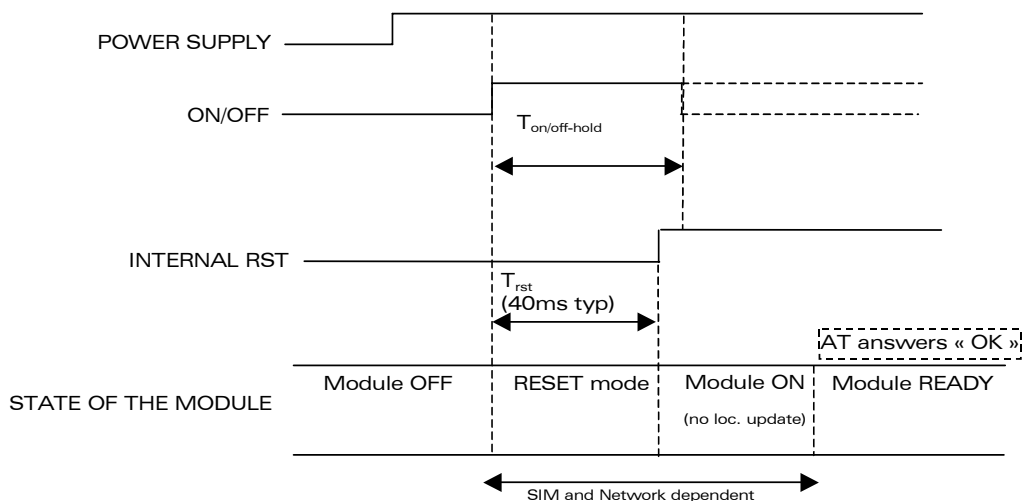 POWER SUPPLY
ON/OFF
Ton/off-hold
INTERNAL RST
Trst
(40ms typ)
AT answers « OK »
STATE OF THE MODULE
Module OFF
RESET mode
Module ON
(no loc. update)
Module READY
SIM and Network dependent